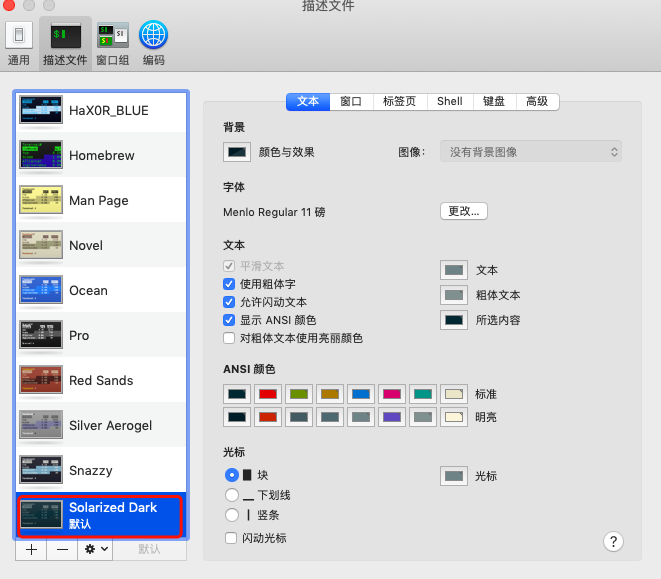 描述文件
通用
描述文件
窗口组
编码
HaX0R_BLUE
Homebrew
Man Page
Novel
Ocean
Pro
Red Sands
Silver Aerogel
Snazzy
Solarized Dark
默认
默认
文本
窗口
标签页
Shell
键盘
高级
背景
颜色与效果
图像：
没有背景图像
字体
Menlo Regular 11 磅
更改...
文本
平滑文本
文本
使用粗体字
粗体文本
允许闪动文本
显示 ANSI 颜色
所选内容
对粗体文本使用亮丽颜色
ANSI 颜色
标准
明亮
光标
块
光标
下划线
竖条
闪动光标
?